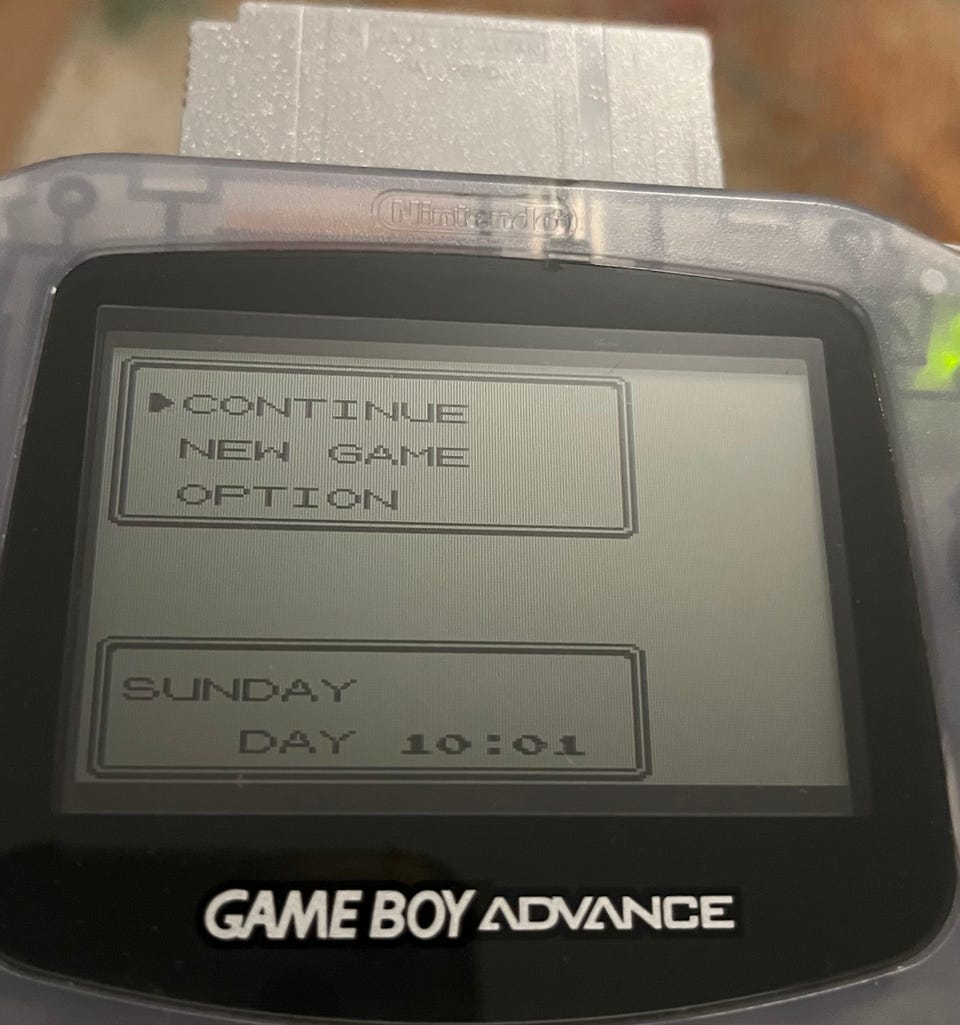 Nintendo
▶CONTINUE
NEW GAME
OPTION
SUNDAY
DAY 10:01
GAME BOY ADVANCE